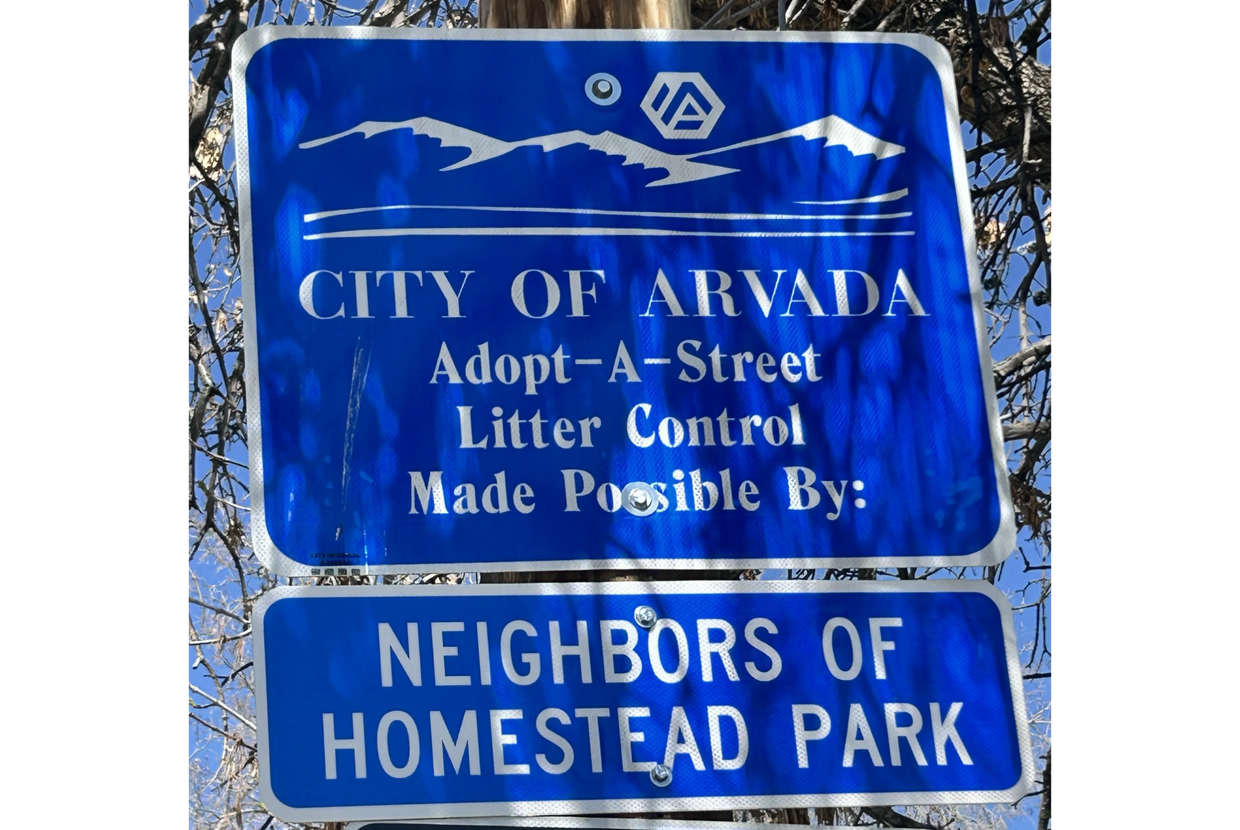 CITY OF ARVADA
Adopt-A-Street
Litter Control
Made Possible By:
NEIGHBORS OF
HOMESTEAD PARK